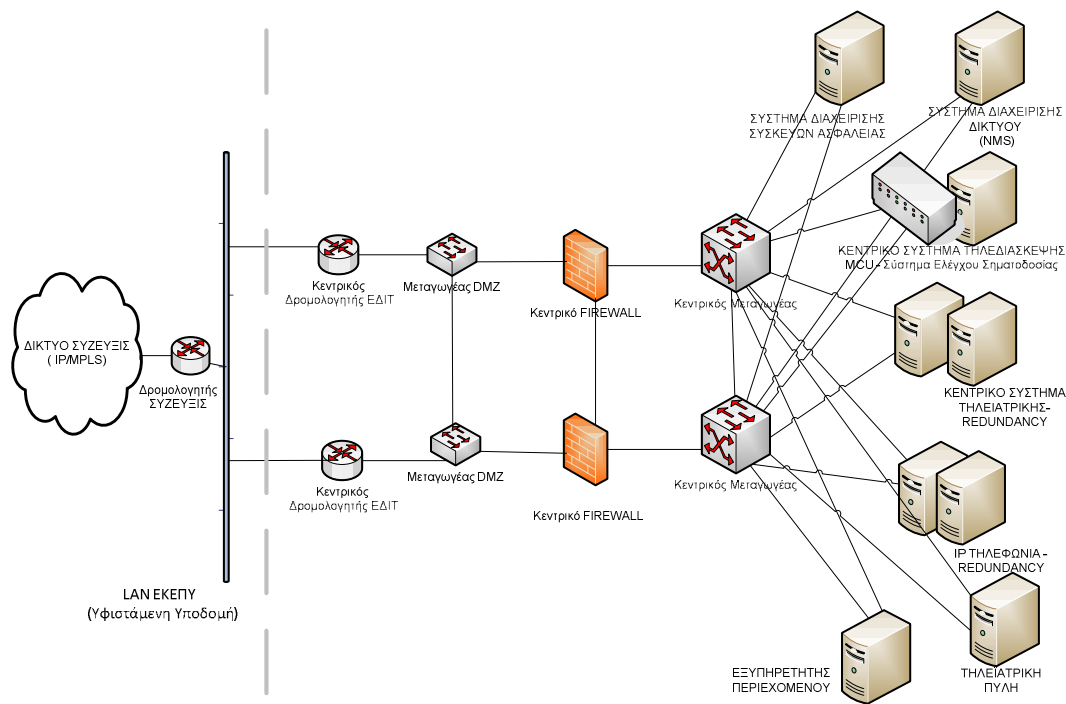 ΔΙΚΤΥΟ ΣΥΖΕΥΞΙΣ
( IP/MPLS)
Δρομολογητής
ΣΥΖΕΥΞΙΣ
LAN ΕΚΕΠΥ
(Υφιστάμενη Υποδομή)
Κεντρικός
Δρομολογητής ΕΔΙΤ
Μεταγωγέας DMZ
Κεντρικό FIREWALL
Κεντρικός Μεταγωγέας
Κεντρικός
Δρομολογητής ΕΔΙΤ
Μεταγωγέας DMZ
Κεντρικό FIREWALL
Κεντρικός Μεταγωγέας
ΣΥΣΤΗΜΑ ΔΙΑΧΕΙΡΙΣΗΣ
ΣΥΣΚΕΥΩΝ ΑΣΦΑΛΕΙΑΣ
ΣΥΣΤΗΜΑ ΔΙΑΧΕΙΡΙΣΗΣ
ΔΙΚΤΥΟΥ
(NMS)
ΚΕΝΤΡΙΚΟ ΣΥΣΤΗΜΑ ΤΗΛΕΔΙΑΣΚΕΨΗΣ
MCU - Σύστημα Ελέγχου Σηματοδοσίας
ΚΕΝΤΡΙΚΟ ΣΥΣΤΗΜΑ
ΤΗΛΕΙΑΤΡΙΚΗΣ-
REDUNDANCY
IP ΤΗΛΕΦΩΝΙΑ -
REDUNDANCY
ΤΗΛΕΪΑΤΡΙΚΗ
ΠΥΛΗ
ΕΞΥΠΗΡΕΤΗΤΗΣ
ΠΕΡΙΕΧΟΜΕΝΟΥ